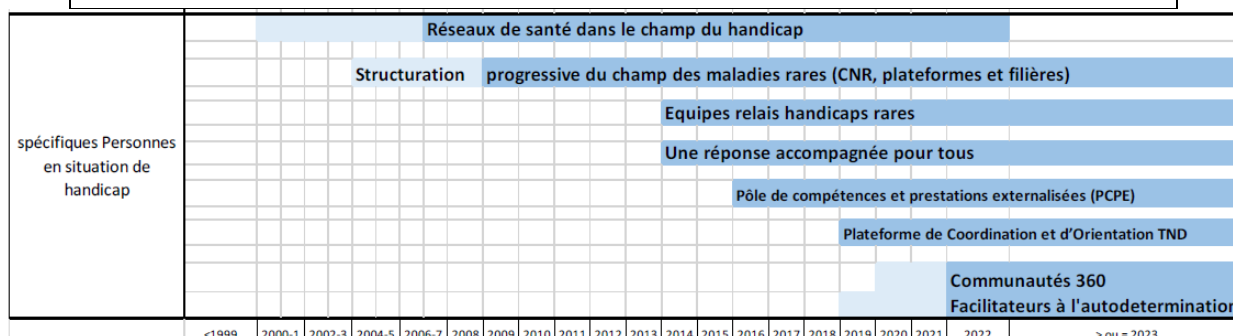 Réseaux de santé dans le champ du handicap
Structuration progressive du champ des maladies rares (CNR, plateformes et filières)
Equipes relais handicaps rares
spécifiques Personnes
en situation de
handicap
Une réponse accompagnée pour tous
Pôle de compétences et prestations externalisées (PCPE)
Plateforme de Coordination et d'Orientation TND
Communautés 360
Facilitateurs à l'autodetermination
<1999 2000-1 2002-3 2004-5 2006-7 2008 2009 2010 2011 2012 2013 2014 2015 2016 2017 2018 2019 2020 2021 2022 > ou = 2023